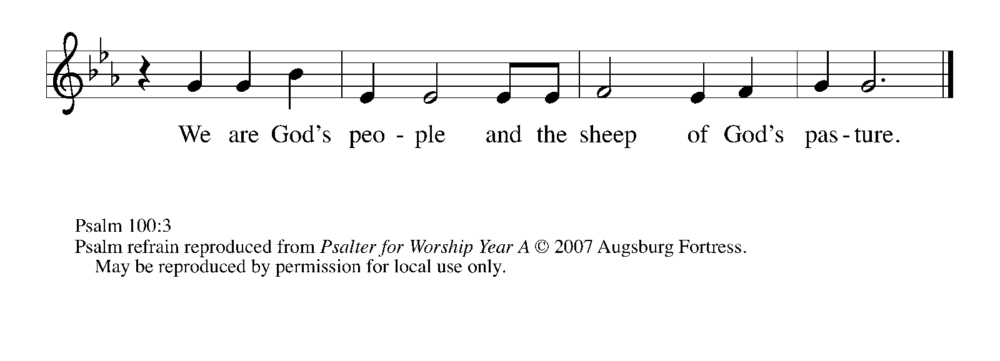 We are God’s peo - ple and the sheep of God’s pas - ture.
Psalm 100:3
Psalm refrain reproduced from Psalter for Worship Year A © 2007 Augsburg Fortress.
May be reproduced by permission for local use only.